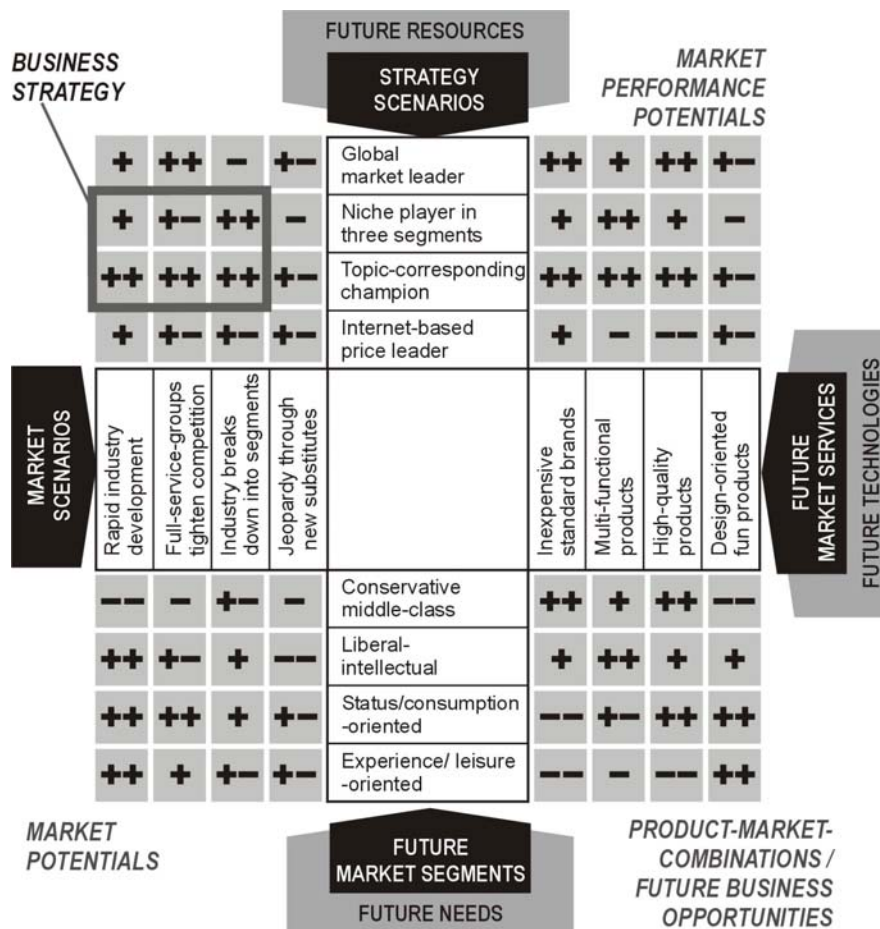 FUTURE RESOURCES
BUSINESS
STRATEGY
STRATEGY
SCENARIOS
MARKET
PERFORMANCE
POTENTIALS
+ ++ − +− Global
market leader ++ + ++ +−
+ +− ++ − Niche player in
three segments + ++ + −
++ ++ ++ +− Topic-corresponding
champion ++ ++ ++ +−
+ +− +− +− Internet-based
price leader + − −− +−
MARKET
SCENARIOS
Rapid industry
development
Full-service-groups
tighten competition
Industry breaks
down into segments
Jeopardy through
new substitutes
Inexpensive
standard brands
Multi-functional
products
High-quality
products
Design-oriented
fun products
FUTURE
MARKET SERVICES
FUTURE TECHNOLOGIES
−− − +− − Conservative
middle-class ++ + ++ −−
++ +− + −− Liberal-
intellectual + ++ + +
++ ++ + +− Status/consumption
-oriented −− +− ++ ++
++ + +− +− Experience/ leisure
-oriented −− − −− ++
MARKET
POTENTIALS
FUTURE
MARKET SEGMENTS
FUTURE NEEDS
PRODUCT-MARKET-
COMBINATIONS /
FUTURE BUSINESS
OPPORTUNITIES